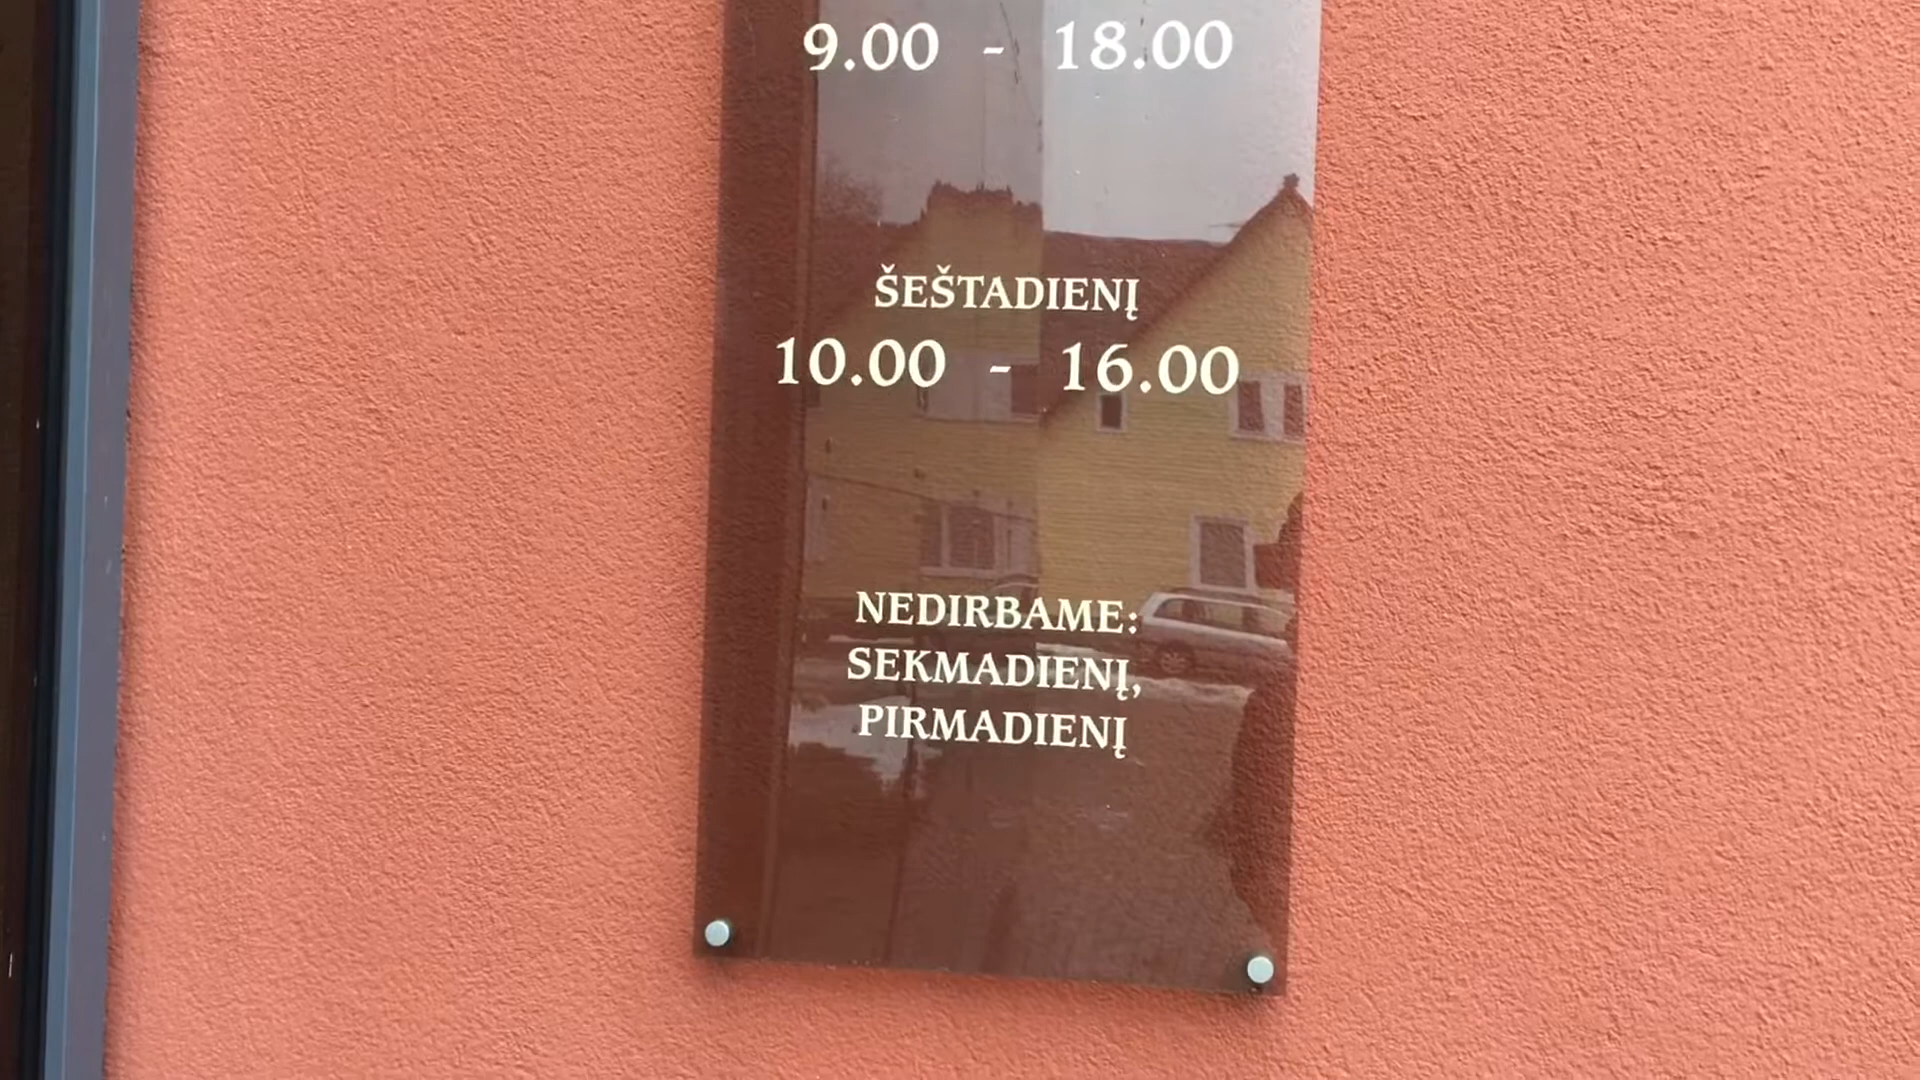 9.00 - 18.00
ŠEŠTADIENĮ
10.00 - 16.00
NEDIRBAME:
SEKMADIENĮ,
PIRMADIENĮ